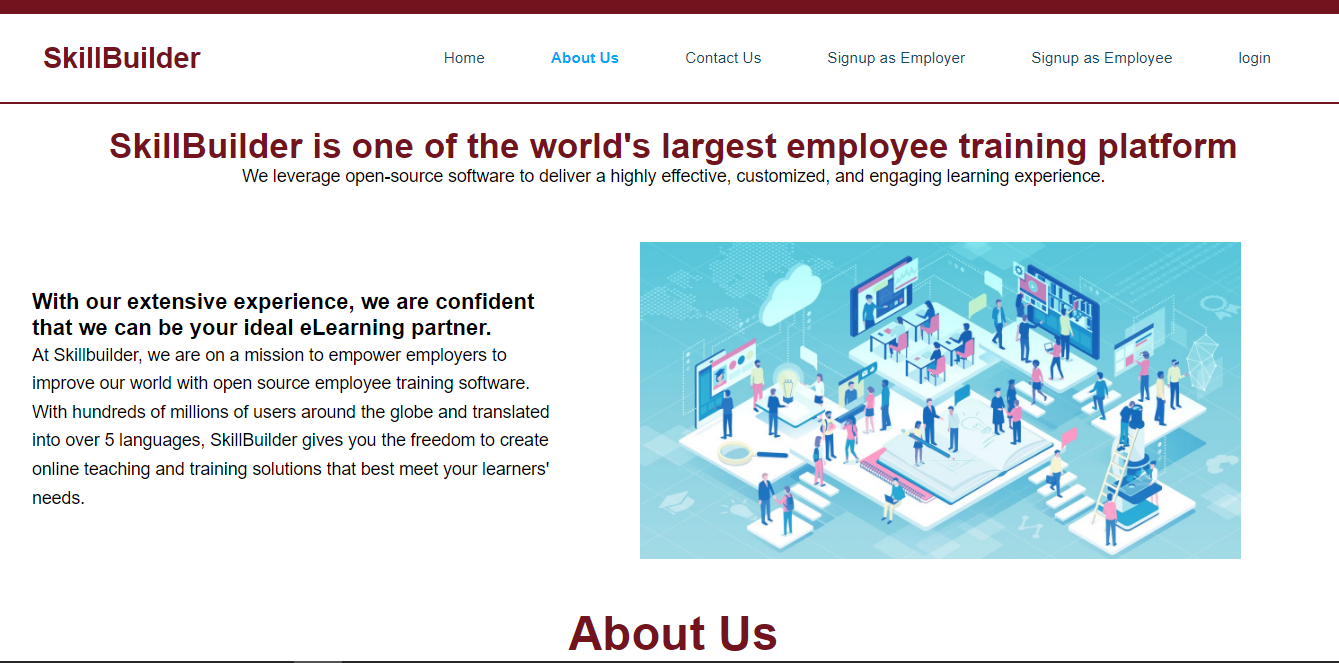 SkillBuilder
Home
About Us
Contact Us
Signup as Employer
Signup as Employee
login
SkillBuilder is one of the world's largest employee training platform
We leverage open-source software to deliver a highly effective, customized, and engaging learning experience.
With our extensive experience, we are confident
that we can be your ideal eLearning partner.
At Skillbuilder, we are on a mission to empower employers to
improve our world with open source employee training software.
With hundreds of millions of users around the globe and translated
into over 5 languages, SkillBuilder gives you the freedom to create
online teaching and training solutions that best meet your learners'
needs.
About Us